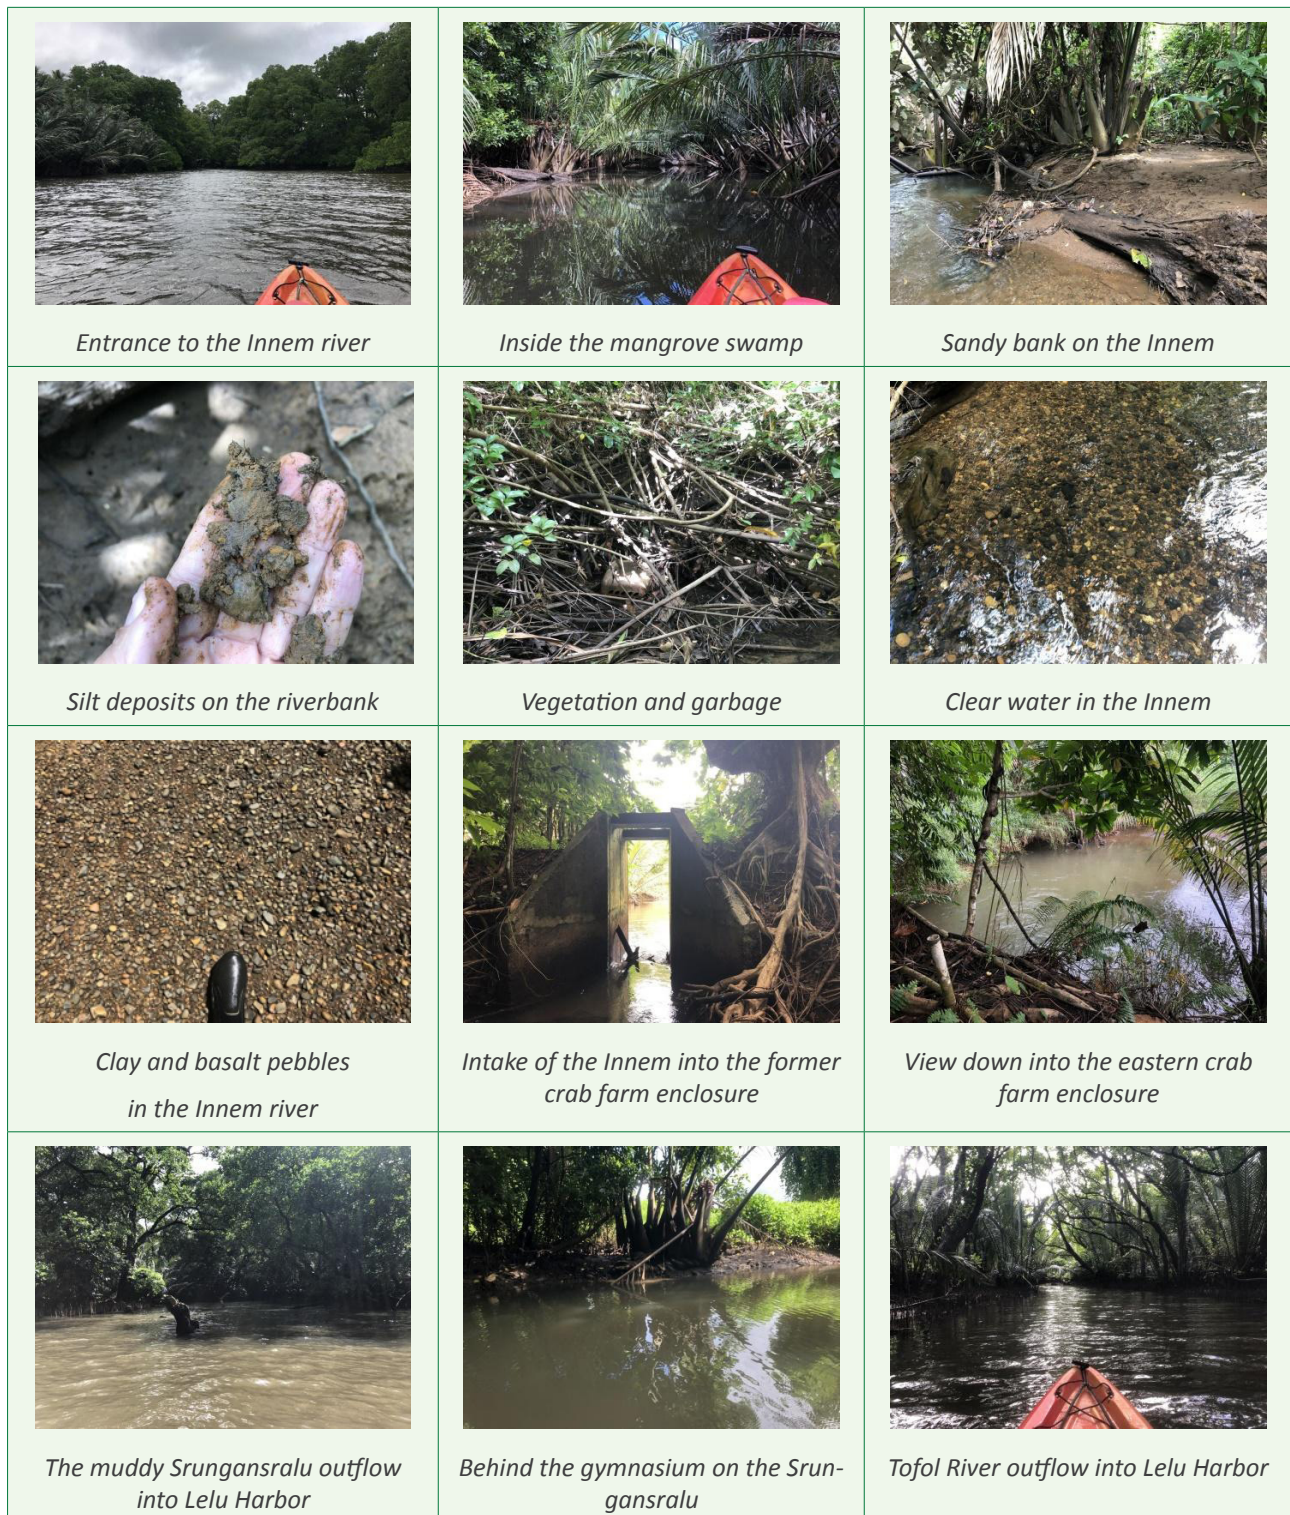 Entrance to the Innem river
Inside the mangrove swamp
Sandy bank on the Innem
Silt deposits on the riverbank
Vegetation and garbage
Clear water in the Innem
Clay and basalt pebbles
in the Innem river
Intake of the Innem into the former
crab farm enclosure
View down into the eastern crab
farm enclosure
The muddy Srungansralu outflow
into Lelu Harbor
Behind the gymnasium on the Srun-
gansralu
Tofol River outflow into Lelu Harbor